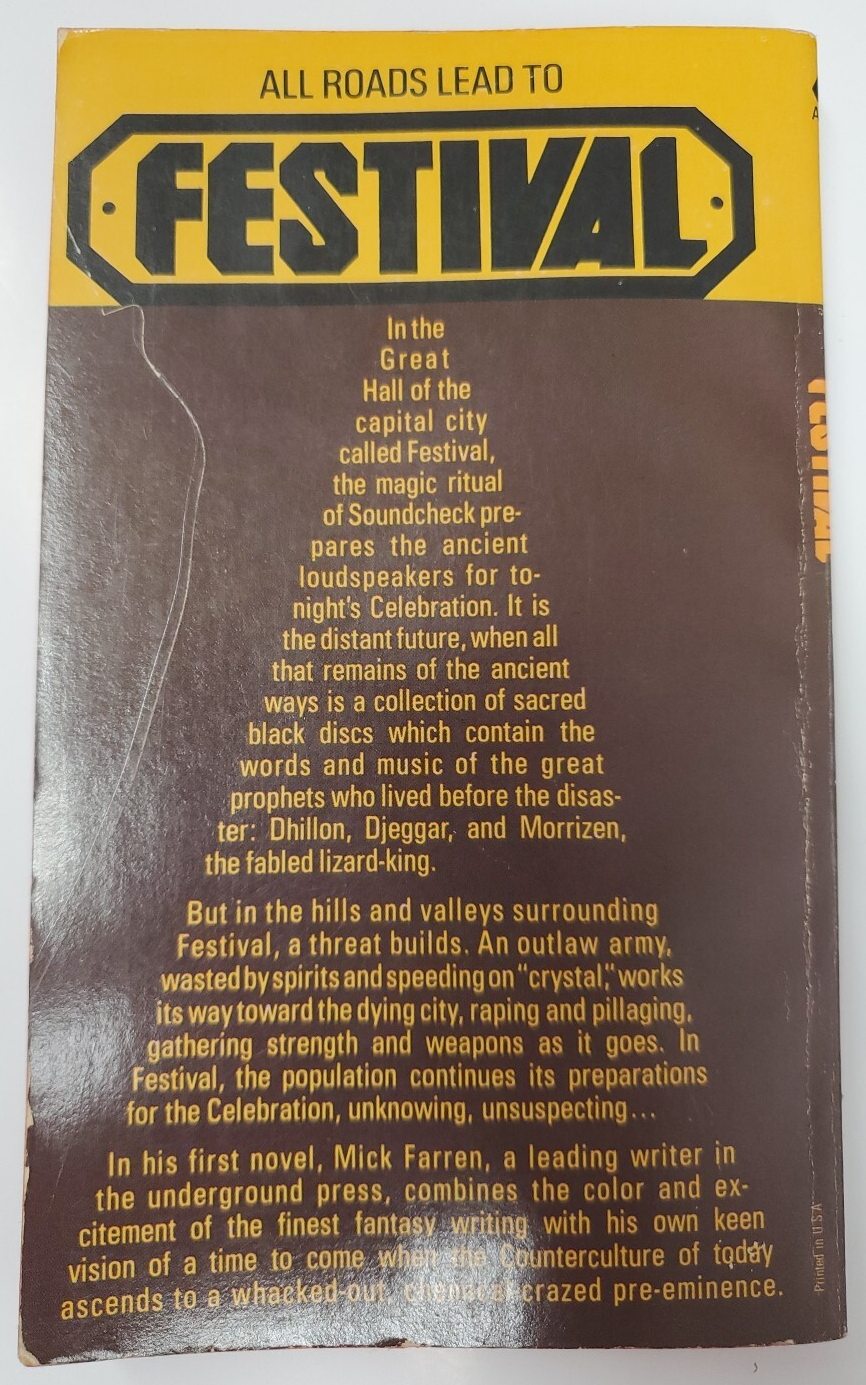 ALL ROADS LEAD TO
FESTIVAL
In the
Great
Hall of the
capital city
called Festival,
the magic ritual
of Soundcheck pre-
pares the ancient
loudspeakers for to-
night's Celebration. It is
the distant future, when all
that remains of the ancient
ways is a collection of sacred
black discs which contain the
words and music of the great
prophets who lived before the disas-
ter: Dhillon, Djeggar, and Morrizen,
the fabled lizard-king.
But in the hills and valleys surrounding
Festival, a threat builds. An outlaw army,
wasted by spirits and speeding on "crystal," works
its way toward the dying city, raping and pillaging,
gathering strength and weapons as it goes. In
Festival, the population continues its preparations
for the Celebration, unknowing, unsuspecting...
In his first novel, Mick Farren, a leading writer in
the underground press, combines the color and ex-
citement of the finest fantasy writing with his own keen
vision of a time to come when the Counterculture of today
ascends to a whacked-out, chemical-crazed pre-eminence.
FESTIVAL
Printed in U S A